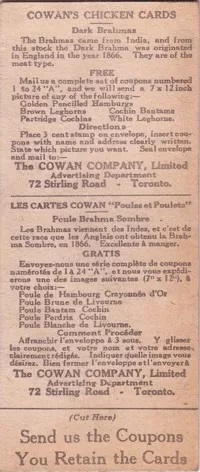 COWAN'S CHICKEN CARDS
Dark Brahmas
The Brahmas came from India, and from
this stock the Dark Brahma was originated
in England in the year 1866. They are of the
meat type.
FREE
Mail us a complete set of coupons numbered
1 to 24 "A", and we will send a 7 x 12 inch
picture of any of the following:—
Golden Pencilled Hamburgs
Brown Leghorns Cochin Bantams
Partridge Cochins White Leghorns.
Directions
Place 3 cent stamp on envelope, insert cou-
pons with name and address clearly written.
State which picture you want. Seal envelope
and mail to:—
The COWAN COMPANY, Limited
Advertising Department
72 Stirling Road - Toronto.
LES CARTES COWAN "Poules et Poulets"
Poule Brahma Sombre
Les Brahmas viennent des Indes, et c'est de
cette race que les Anglais ont obtenu la Brah-
ma Sombre, en 1866. Excellente à manger.
GRATIS
Envoyez-nous une série complète de coupons
numérotés de 1 à 24 "A", et nous vous expédie-
rons une des images suivantes (7" x 12"), à
votre choix:—
Poule de Hambourg Crayonnée d'Or
Poule Brune de Livourne.
Poule Bantam Cochin
Poule Perdrix Cochin
Poule Blanche de Livourne.
Comment Procéder
Affranchir l'enveloppe à 3 sous. Y glisser
les coupons, et votre nom et votre adresse,
clairement rédigés. Indiquer quelle image vous
désirez. Bien fermer l'enveloppe et l'envoyer à
The COWAN COMPANY, Limited
Advertising Department
72 Stirling Road - Toronto.
(Cut Here)
Send us the Coupons
You Retain the Cards